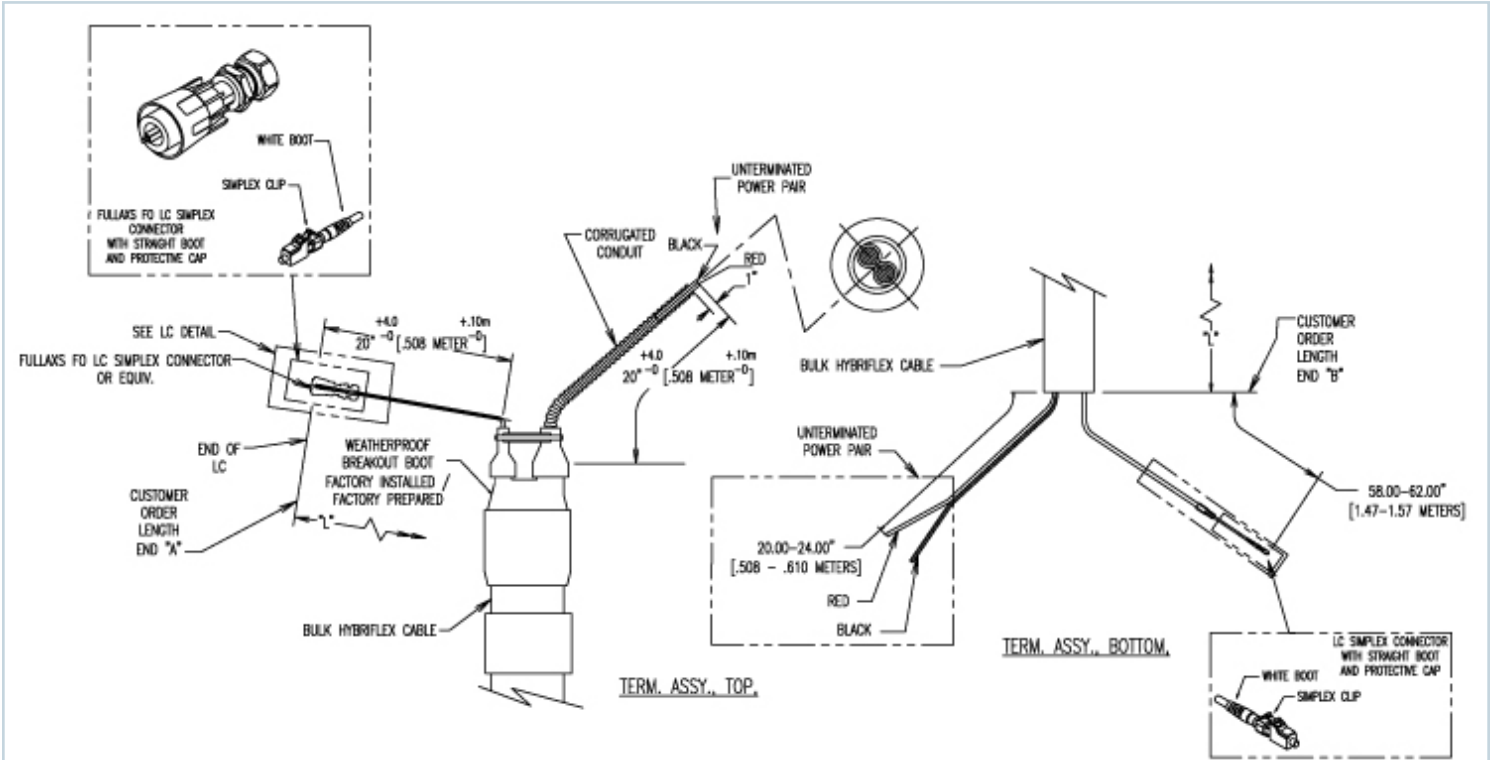 WHITE BOOT
SIMPLEX CLIP
FULLAXS FO LC SIMPLEX
CONNECTOR
WITH STRAIGHT BOOT
AND PROTECTIVE CAP
SEE LC DETAIL
FULLAXS FO LC SIMPLEX CONNECTOR
OR EQUIV.
+4.0 +.10m
20" -0 [.508 METER -0]
END OF
LC
CUSTOMER
ORDER
LENGTH
END "A"
"L"
WEATHERPROOF
BREAKOUT BOOT
FACTORY INSTALLED
FACTORY PREPARED
BULK HYBRIFLEX CABLE
TERM. ASSY., TOP,
CORRUGATED
CONDUIT
UNTERMINATED
POWER PAIR
BLACK
RED
1"
+4.0 +.10m
20" -0 [.508 METER -0]
BULK HYBRIFLEX CABLE
"L"
CUSTOMER
ORDER
LENGTH
END "B"
UNTERMINATED
POWER PAIR
20.00-24.00"
[.508 - .610 METERS]
RED
BLACK
58.00-62.00"
[1.47-1.57 METERS]
TERM. ASSY., BOTTOM,
LC SIMPLEX CONNECTOR
WITH STRAIGHT BOOT
AND PROTECTIVE CAP
WHITE BOOT
SIMPLEX CLIP